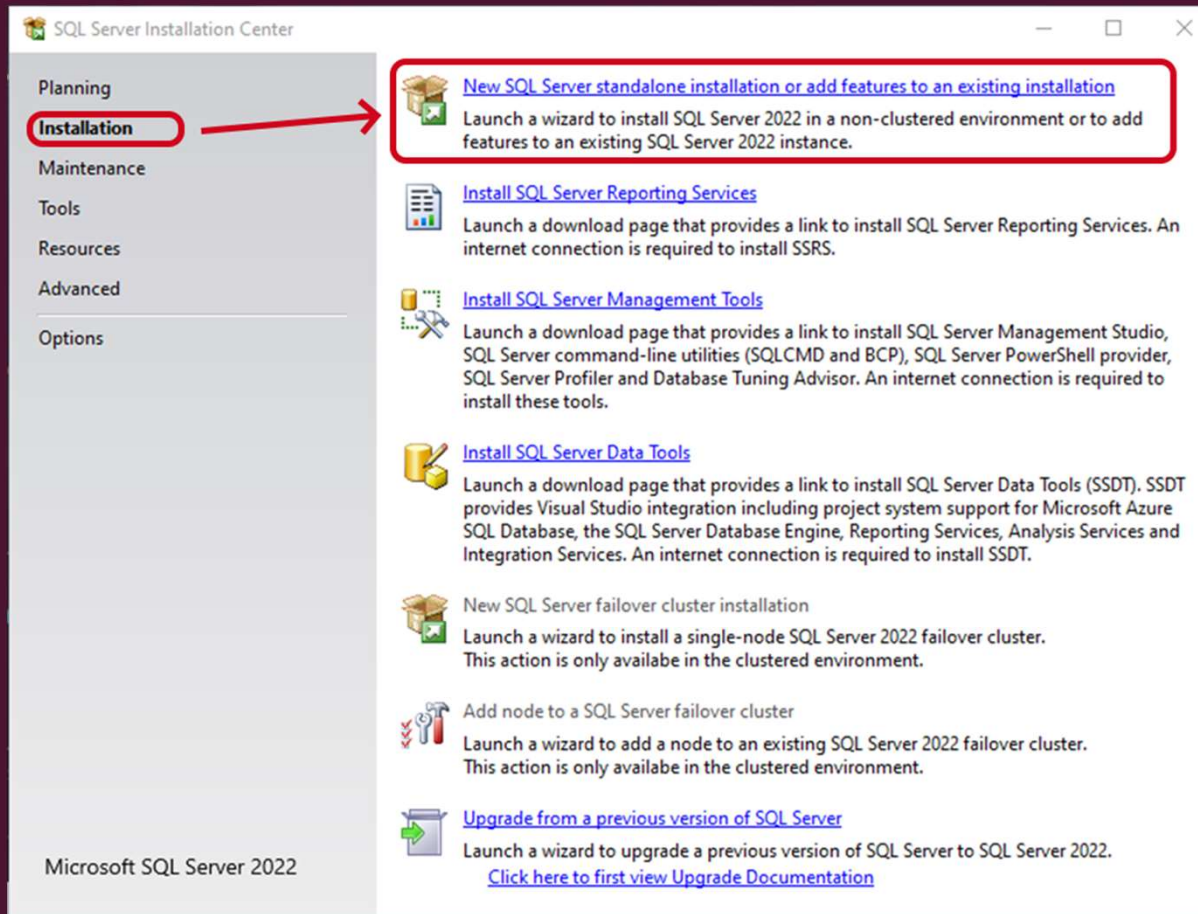 SQL Server Installation Center
Planning
Installation
Maintenance
Tools
Resources
Advanced
Options
Microsoft SQL Server 2022
New SQL Server standalone installation or add features to an existing installation
Launch a wizard to install SQL Server 2022 in a non-clustered environment or to add
features to an existing SQL Server 2022 instance.
Install SQL Server Reporting Services
Launch a download page that provides a link to install SQL Server Reporting Services. An
internet connection is required to install SSRS.
Install SQL Server Management Tools
Launch a download page that provides a link to install SQL Server Management Studio,
SQL Server command-line utilities (SQLCMD and BCP), SQL Server PowerShell provider,
SQL Server Profiler and Database Tuning Advisor. An internet connection is required to
install these tools.
Install SQL Server Data Tools
Launch a download page that provides a link to install SQL Server Data Tools (SSDT). SSDT
provides Visual Studio integration including project system support for Microsoft Azure
SQL Database, the SQL Server Database Engine, Reporting Services, Analysis Services and
Integration Services. An internet connection is required to install SSDT.
New SQL Server failover cluster installation
Launch a wizard to install a single-node SQL Server 2022 failover cluster.
This action is only availabe in the clustered environment.
Add node to a SQL Server failover cluster
Launch a wizard to add a node to an existing SQL Server 2022 failover cluster.
This action is only availabe in the clustered environment.
Upgrade from a previous version of SQL Server
Launch a wizard to upgrade a previous version of SQL Server to SQL Server 2022.
Click here to first view Upgrade Documentation